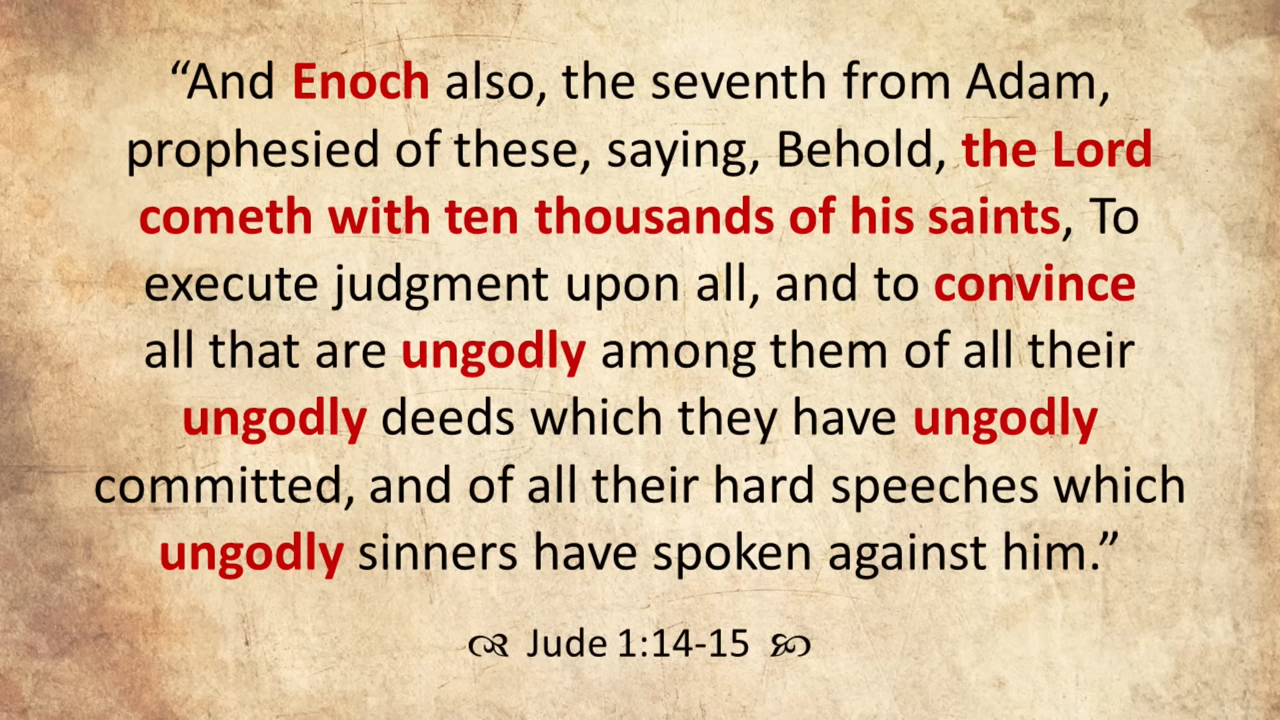 “And Enoch also, the seventh from Adam,
prophesied of these, saying, Behold, the Lord
cometh with ten thousands of his saints, To
execute judgment upon all, and to convince
all that are ungodly among them of all their
ungodly deeds which they have ungodly
committed, and of all their hard speeches which
ungodly sinners have spoken against him.”
Jude 1:14-15